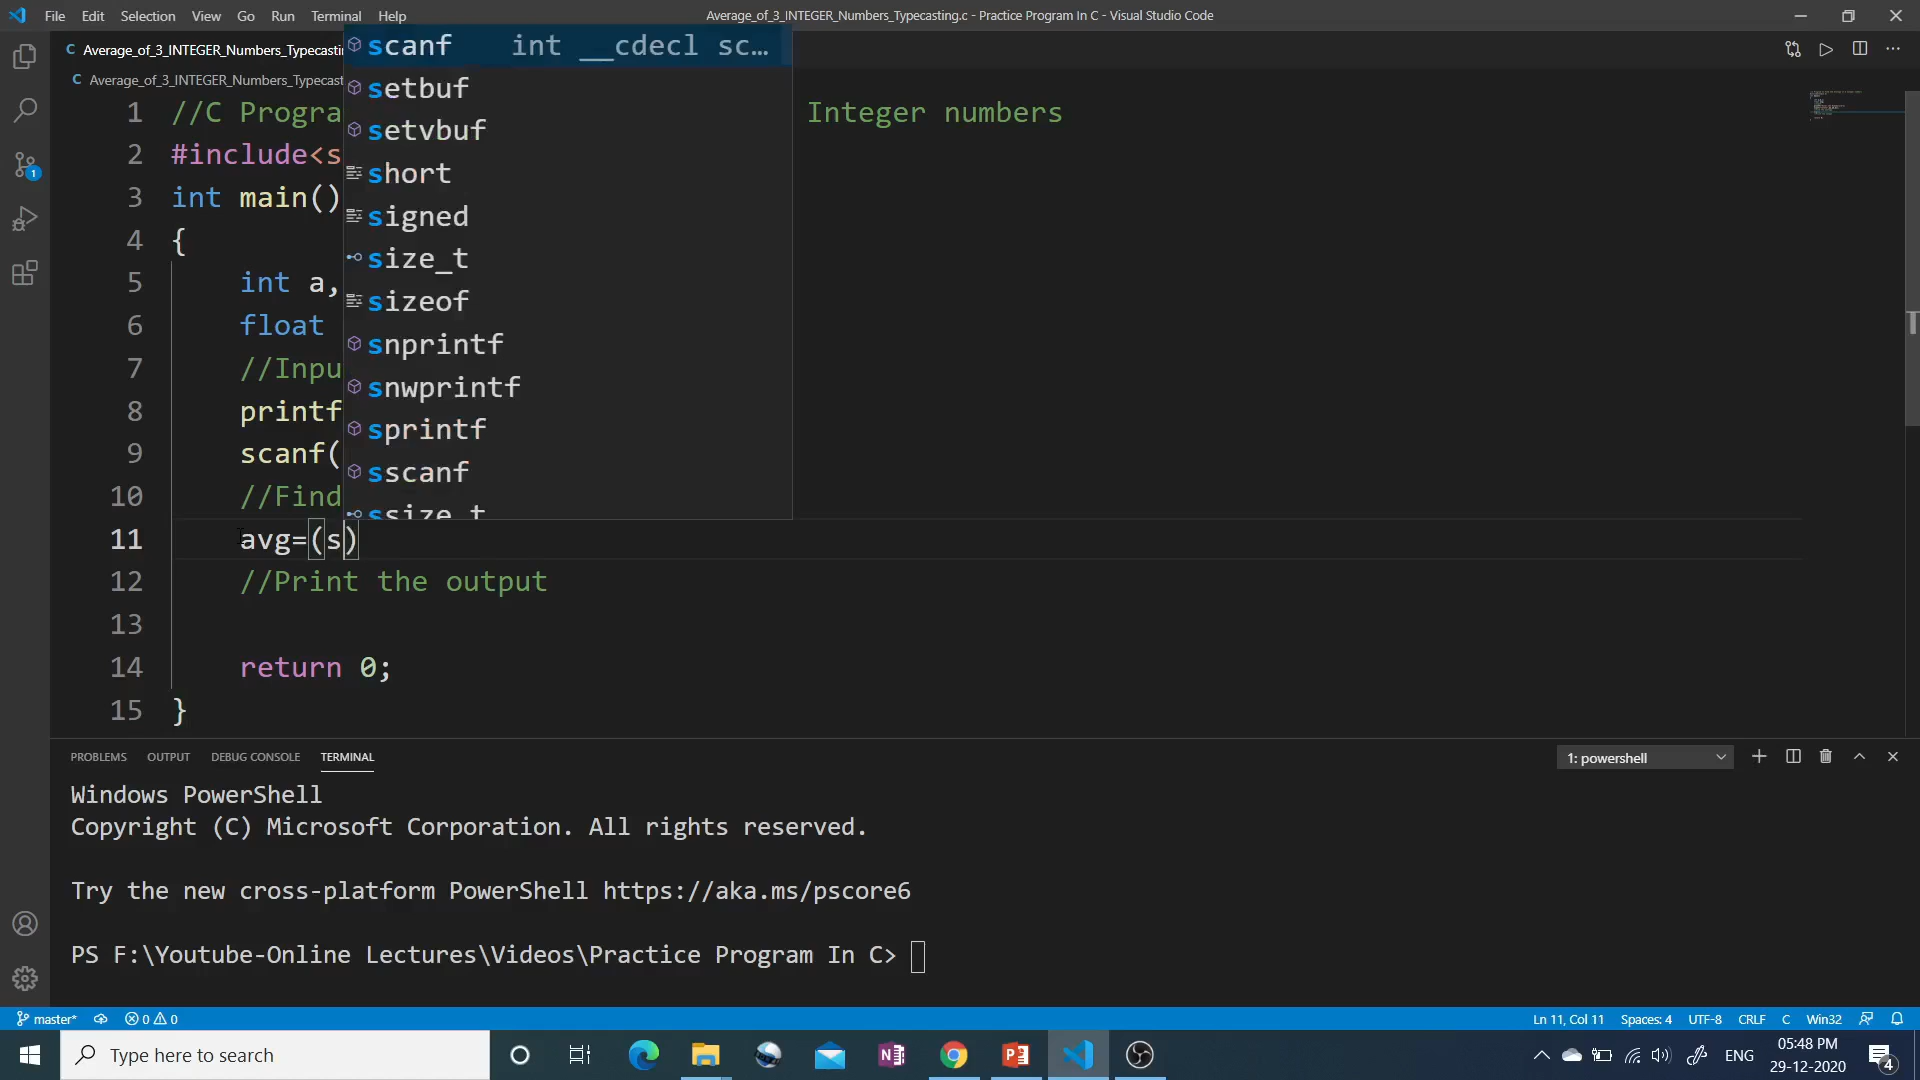 File Edit Selection View Go Run Terminal Help
Average_of_3_INTEGER_Numbers_Typecasting.c - Practice Program In C - Visual Studio Code
C Average_of_3_INTEGER_Numbers_Typecasti
C Average_of_3_INTEGER_Numbers_Typecast
scanf int __cdecl sc…
setbuf
setvbuf
short
signed
size_t
sizeof
snprintf
snwprintf
sprintf
sscanf
ssize_t
1 //C Progra Integer numbers
2 #include<s
3 int main()
4 {
5 int a,
6 float
7 //Inpu
8 printf
9 scanf(
10 //Find
11 avg=(s)
12 //Print the output
13
14 return 0;
15 }
PROBLEMS OUTPUT DEBUG CONSOLE TERMINAL
1: powershell
Windows PowerShell
Copyright (C) Microsoft Corporation. All rights reserved.
Try the new cross-platform PowerShell https://aka.ms/pscore6
PS F:\Youtube-Online Lectures\Videos\Practice Program In C>
master* 0 0
Ln 11, Col 11 Spaces: 4 UTF-8 CRLF C Win32
Type here to search
ENG
05:48 PM
29-12-2020
4
1